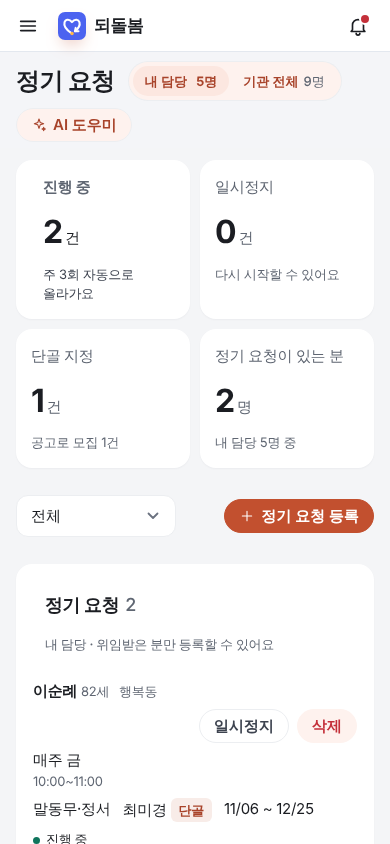 되돌봄
정기 요청
내 담당 5명 기관 전체 9명
AI 도우미
진행 중
2건
주 3회 자동으로
올라가요
일시정지
0건
다시 시작할 수 있어요
단골 지정
1건
공고로 모집 1건
정기 요청이 있는 분
2명
내 담당 5명 중
전체
+ 정기 요청 등록
정기 요청 2
내 담당 · 위임받은 분만 등록할 수 있어요
이순례 82세 행복동
일시정지 삭제
매주 금
10:00~11:00
말동무·정서 최미경 단골 11/06 ~ 12/25
진행 중